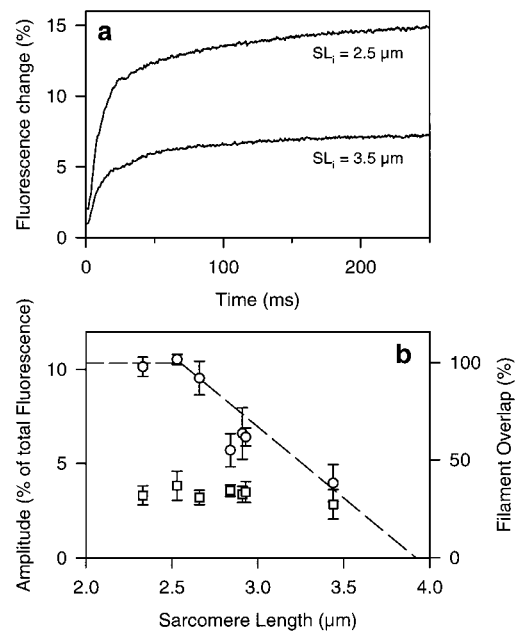 a
15
10
5
0
Fluorescence change (%)
SLi = 2.5 µm
SLi = 3.5 µm
0
100
200
Time (ms)
b
10
5
0
Amplitude (% of total Fluorescence)
100
50
0
Filament Overlap (%)
2.0
2.5
3.0
3.5
4.0
Sarcomere Length (µm)